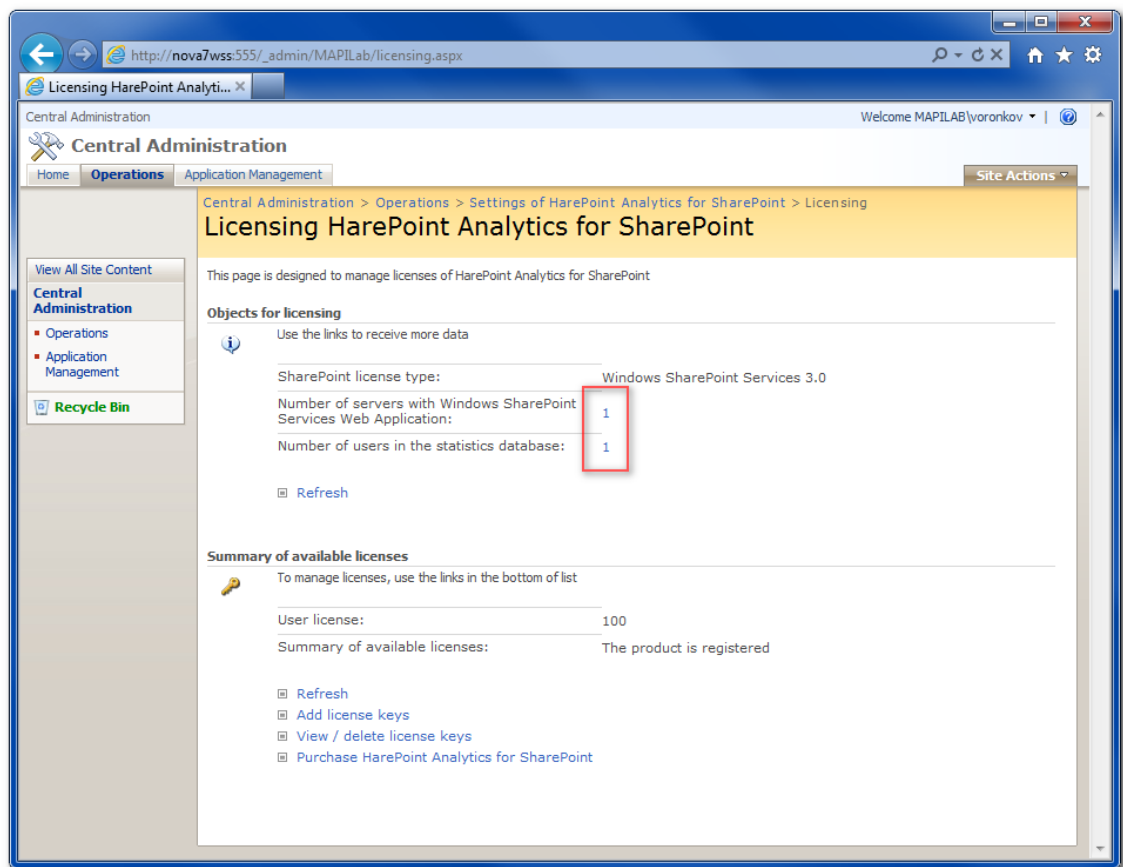 http://nova7wss:555/_admin/MAPILab/licensing.aspx
Licensing HarePoint Analyti...
Central Administration
Welcome MAPILAB\voronkov
Central Administration
Home
Operations
Application Management
Site Actions
Central Administration > Operations > Settings of HarePoint Analytics for SharePoint > Licensing
Licensing HarePoint Analytics for SharePoint
View All Site Content
Central
Administration
Operations
Application
Management
Recycle Bin
This page is designed to manage licenses of HarePoint Analytics for SharePoint
Objects for licensing
Use the links to receive more data
SharePoint license type: Windows SharePoint Services 3.0
Number of servers with Windows SharePoint
Services Web Application: 1
Number of users in the statistics database: 1
Refresh
Summary of available licenses
To manage licenses, use the links in the bottom of list
User license: 100
Summary of available licenses: The product is registered
Refresh
Add license keys
View / delete license keys
Purchase HarePoint Analytics for SharePoint